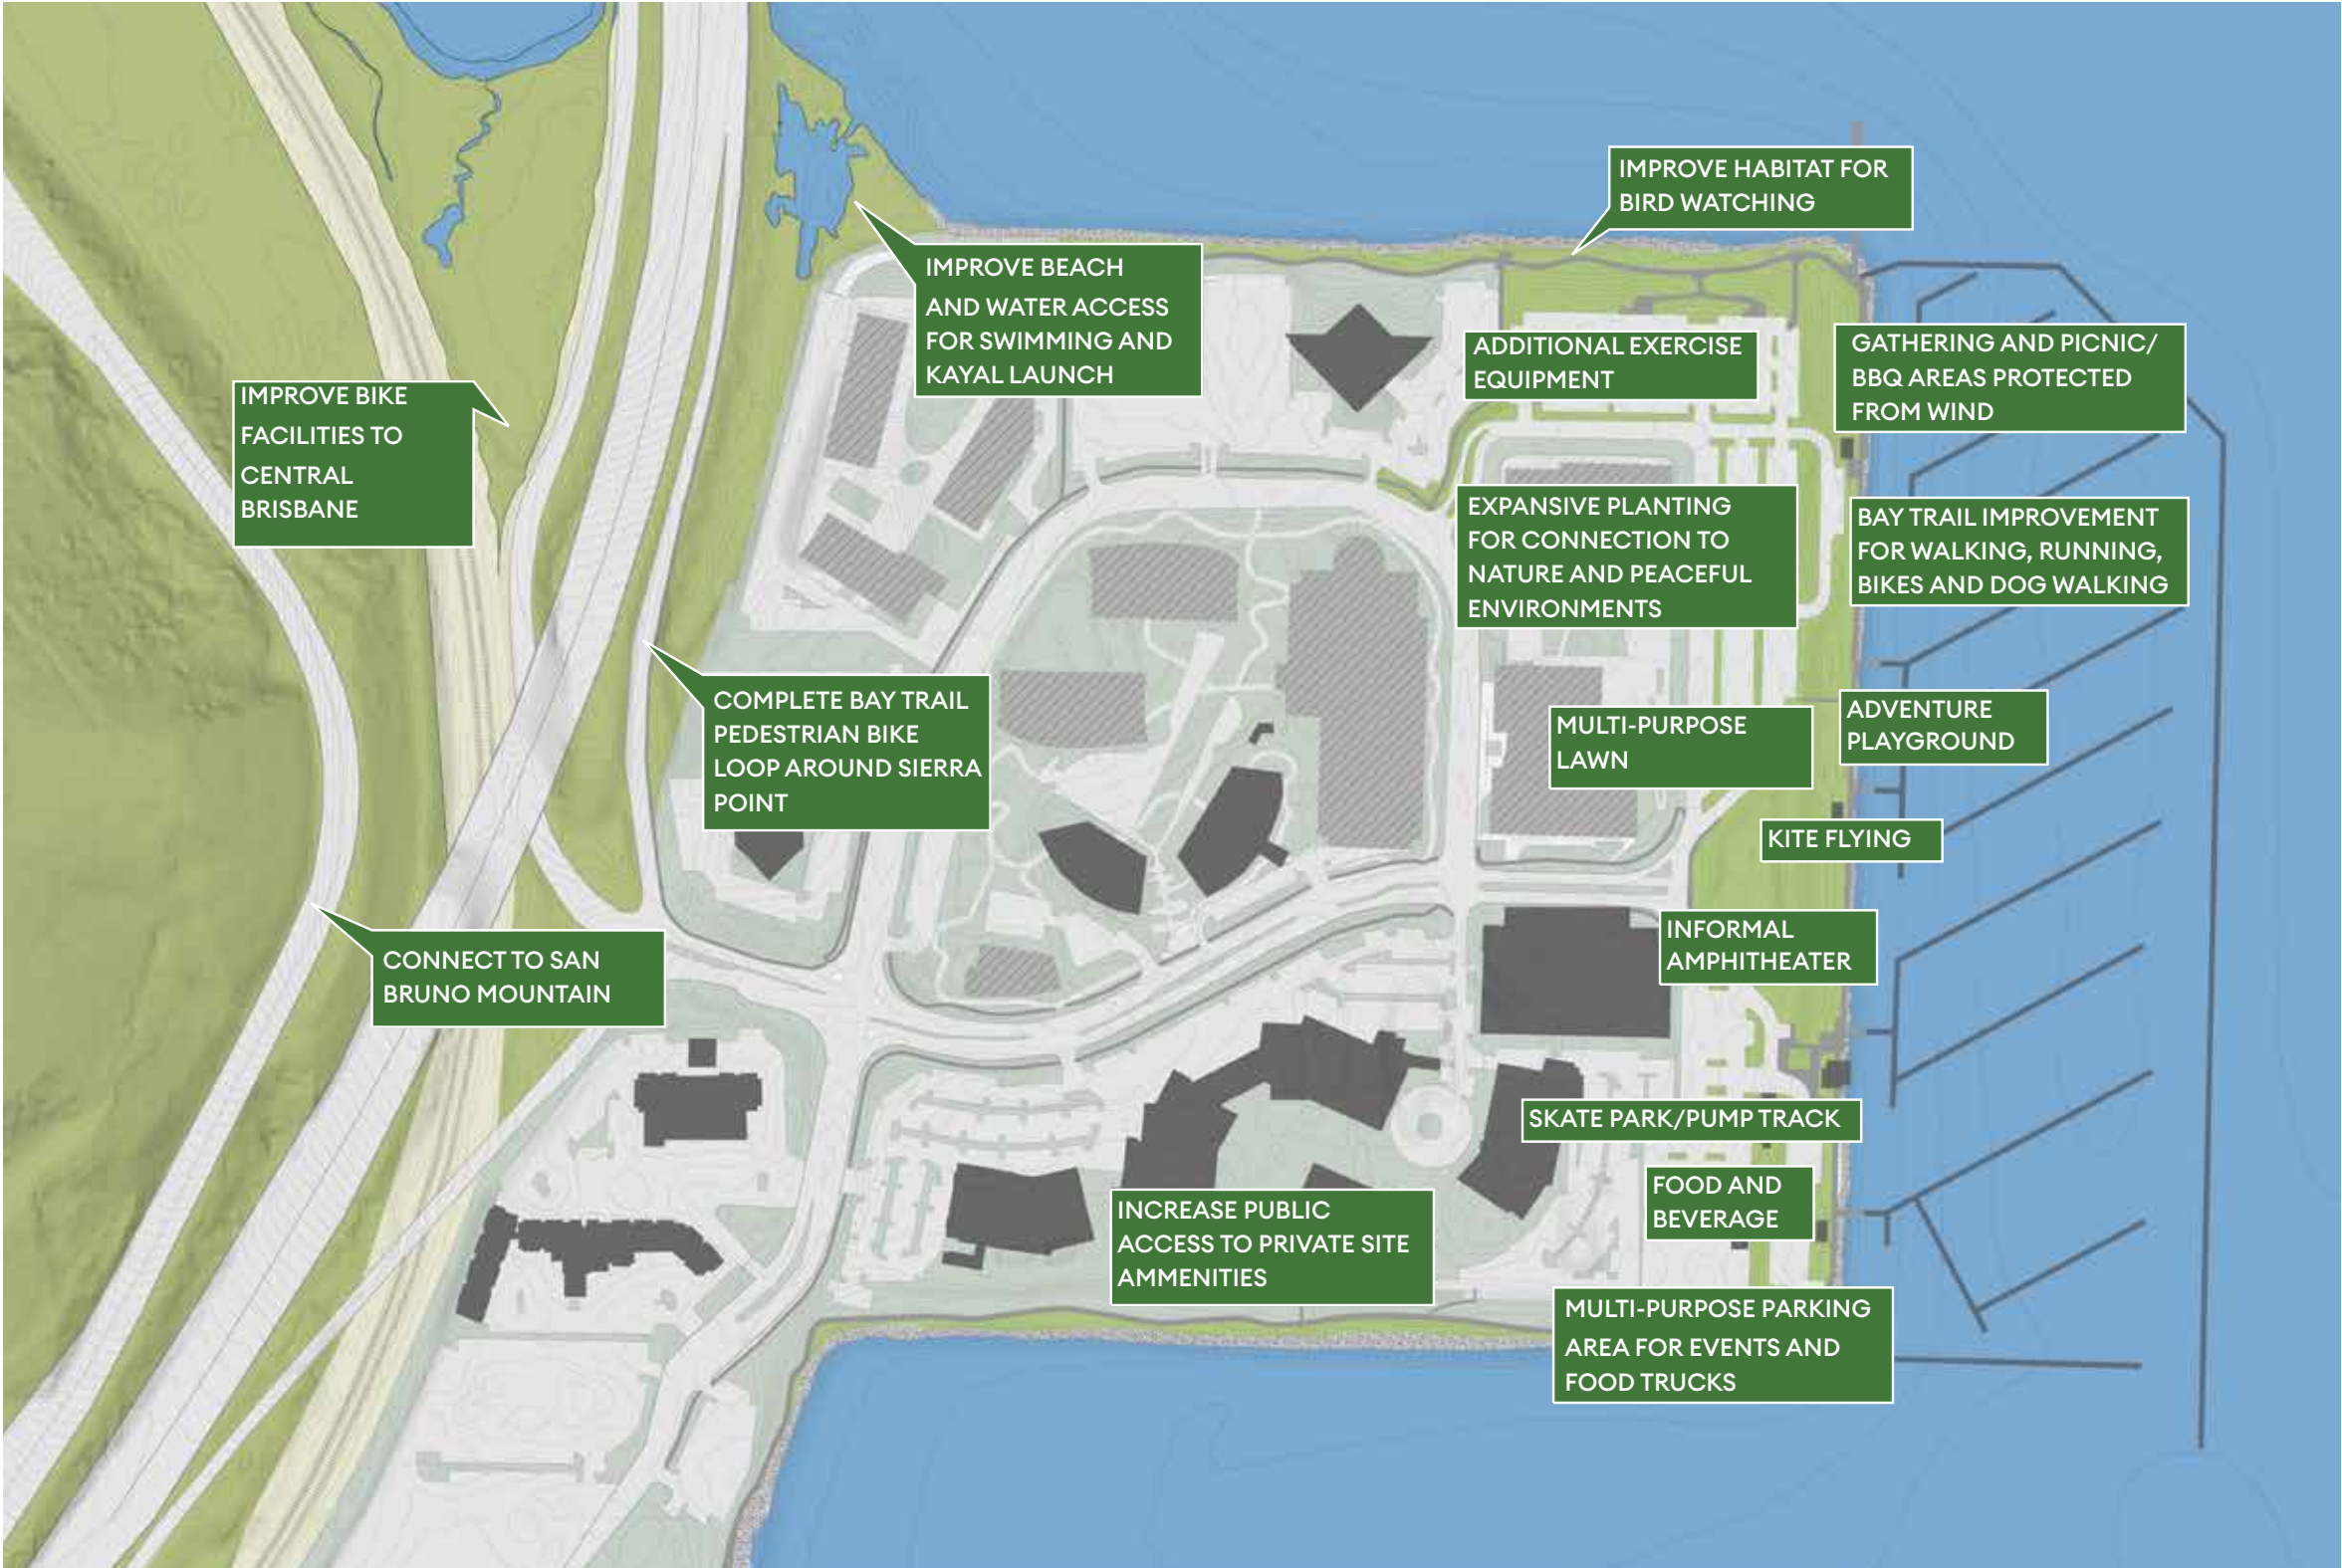 IMPROVE HABITAT FOR
BIRD WATCHING
IMPROVE BEACH
AND WATER ACCESS
FOR SWIMMING AND
KAYAL LAUNCH
ADDITIONAL EXERCISE
EQUIPMENT
GATHERING AND PICNIC/
BBQ AREAS PROTECTED
FROM WIND
IMPROVE BIKE
FACILITIES TO
CENTRAL
BRISBANE
EXPANSIVE PLANTING
FOR CONNECTION TO
NATURE AND PEACEFUL
ENVIRONMENTS
BAY TRAIL IMPROVEMENT
FOR WALKING, RUNNING,
BIKES AND DOG WALKING
COMPLETE BAY TRAIL
PEDESTRIAN BIKE
LOOP AROUND SIERRA
POINT
MULTI-PURPOSE
LAWN
ADVENTURE
PLAYGROUND
KITE FLYING
CONNECT TO SAN
BRUNO MOUNTAIN
INFORMAL
AMPHITHEATER
SKATE PARK/PUMP TRACK
FOOD AND
BEVERAGE
INCREASE PUBLIC
ACCESS TO PRIVATE SITE
AMMENITIES
MULTI-PURPOSE PARKING
AREA FOR EVENTS AND
FOOD TRUCKS